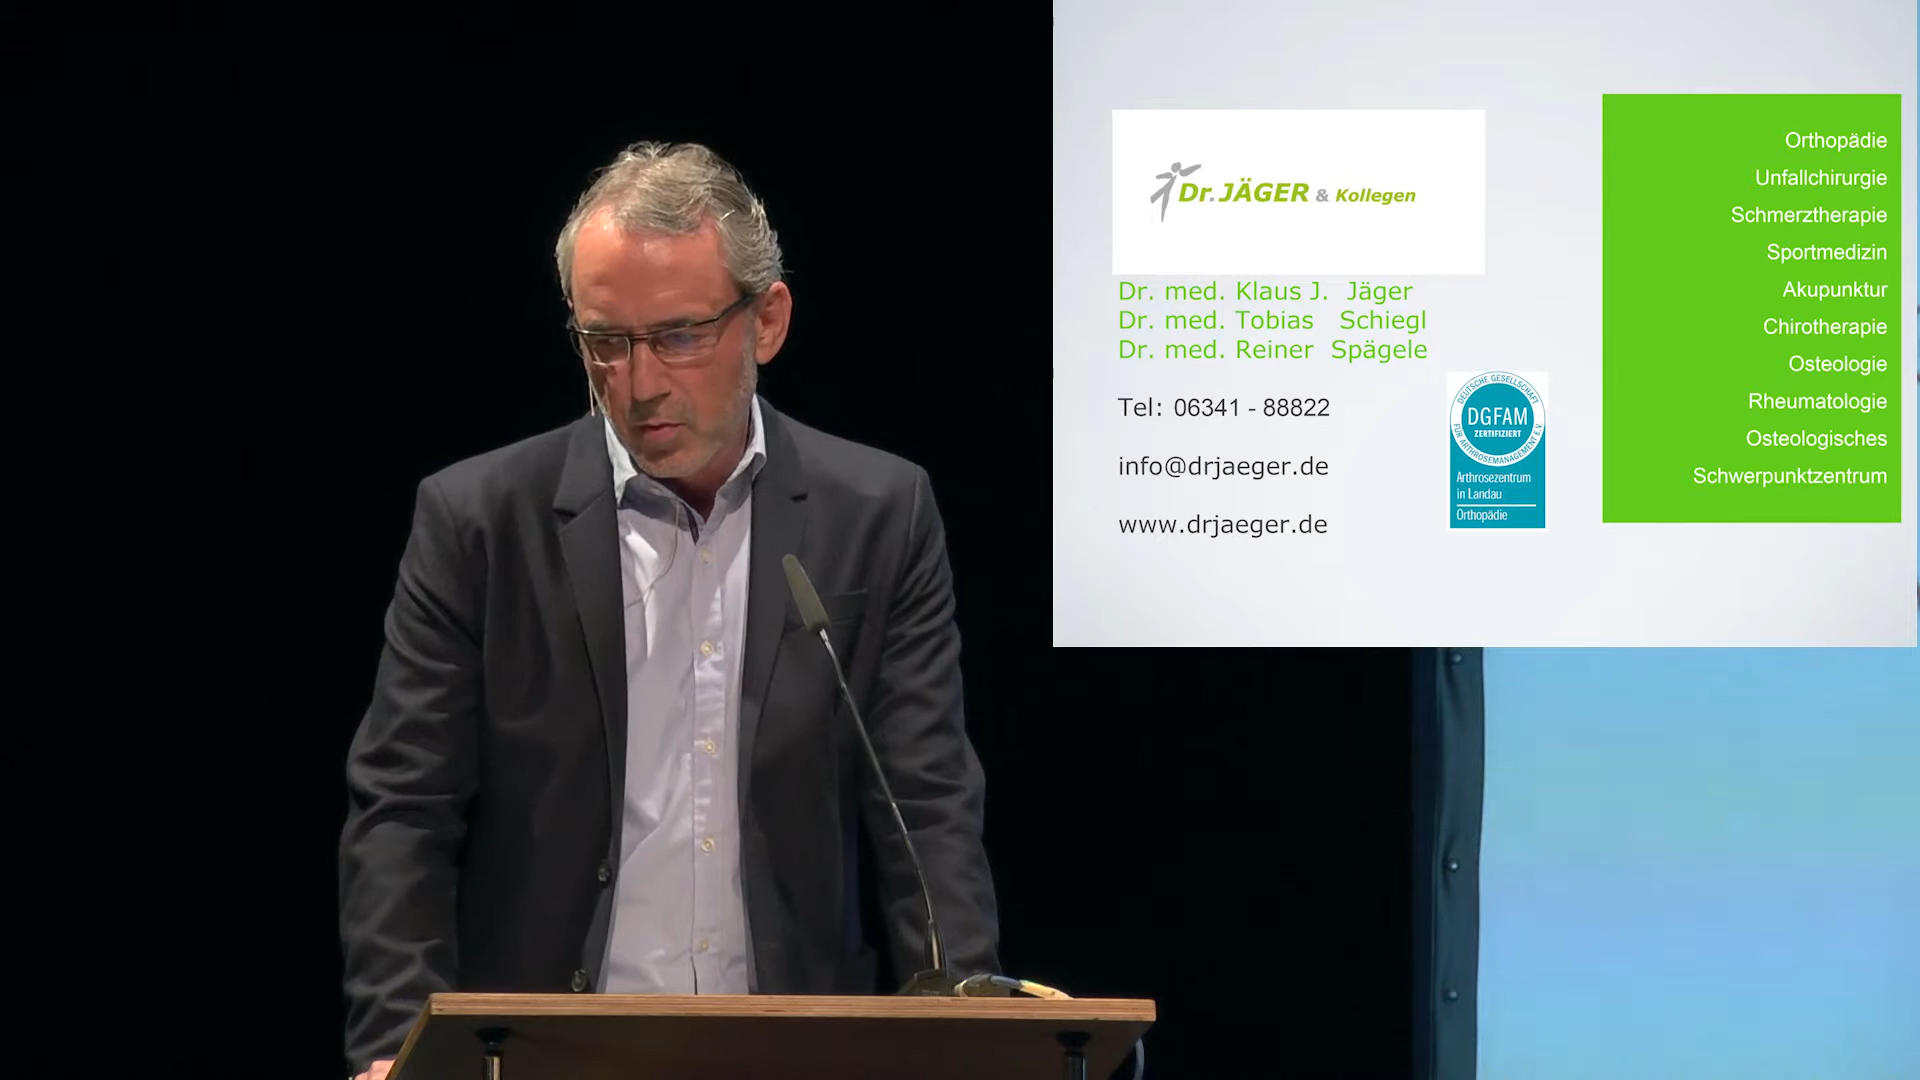 Dr. JÄGER & Kollegen
Dr. med. Klaus J. Jäger
Dr. med. Tobias Schiegl
Dr. med. Reiner Spägele
Tel: 06341 - 88822
info@drjaeger.de
www.drjaeger.de
DEUTSCHE GESELLSCHAFT
DGFAM
ZERTIFIZIERT
FÜR ARTHROSEMANAGEMENT E.V.
Arthrosezentrum
in Landau
Orthopädie
Orthopädie
Unfallchirurgie
Schmerztherapie
Sportmedizin
Akupunktur
Chirotherapie
Osteologie
Rheumatologie
Osteologisches
Schwerpunktzentrum